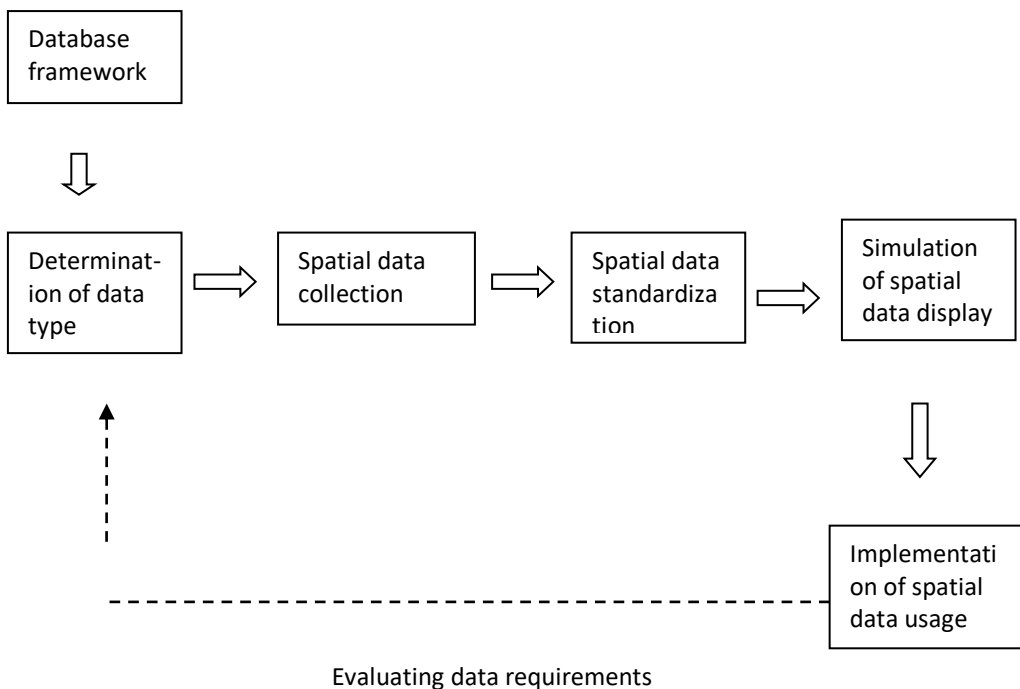 Database
framework
Determinat-
ion of data
type
Spatial data
collection
Spatial data
standardiza
tion
Simulation
of spatial
data display
Implementati
on of spatial
data usage
Evaluating data requirements